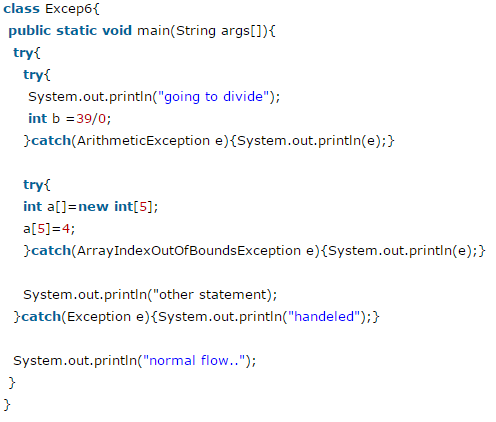 class Excep6{
public static void main(String args[]){
try{
try{
System.out.println("going to divide");
int b =39/0;
}catch(ArithmeticException e){System.out.println(e);}
try{
int a[]=new int[5];
a[5]=4;
}catch(ArrayIndexOutOfBoundsException e){System.out.println(e);}
System.out.println("other statement);
}catch(Exception e){System.out.println("handeled");}
System.out.println("normal flow..");
}
}